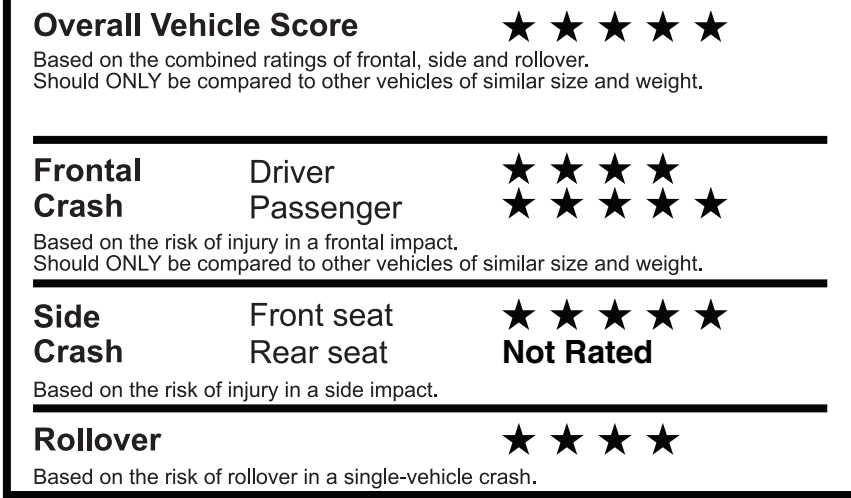 Overall Vehicle Score ★ ★ ★ ★ ★
Based on the combined ratings of frontal, side and rollover.
Should ONLY be compared to other vehicles of similar size and weight.
Frontal Driver ★ ★ ★ ★
Crash Passenger ★ ★ ★ ★ ★
Based on the risk of injury in a frontal impact.
Should ONLY be compared to other vehicles of similar size and weight.
Side Front seat ★ ★ ★ ★ ★
Crash Rear seat Not Rated
Based on the risk of injury in a side impact.
Rollover ★ ★ ★ ★
Based on the risk of rollover in a single-vehicle crash.